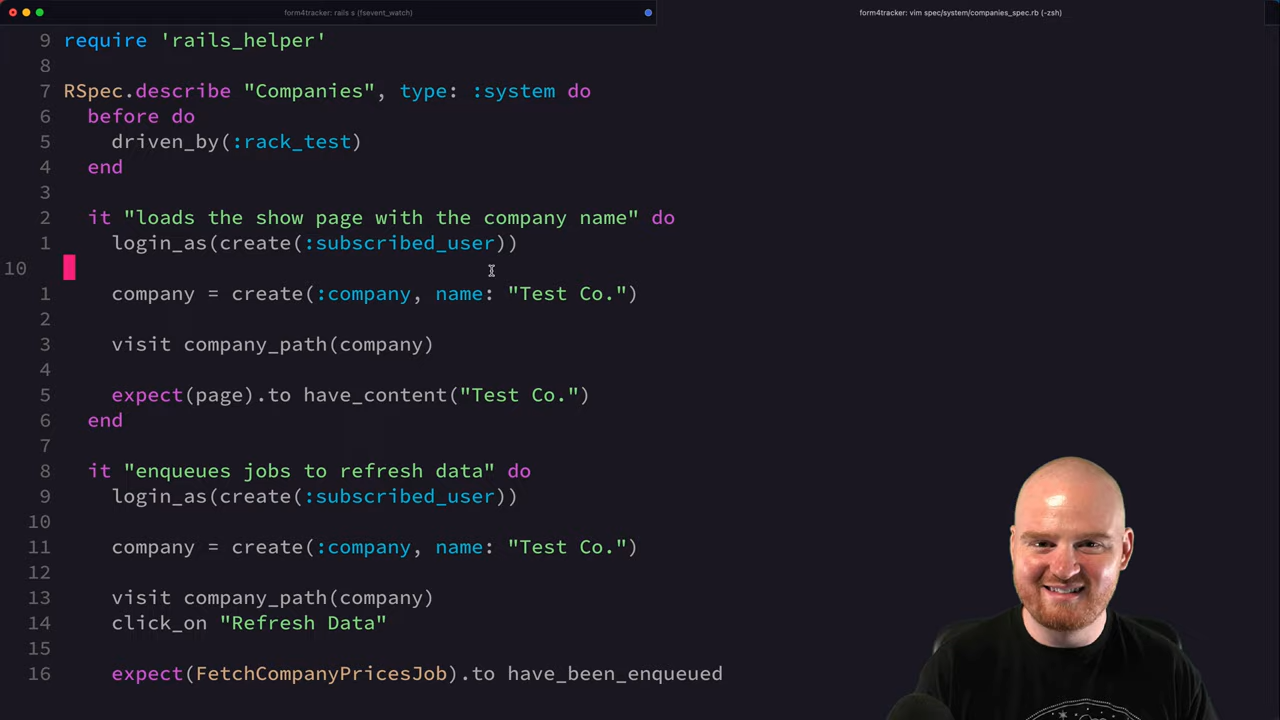 form4tracker: rails s (fsevent_watch)
form4tracker: vim spec/system/companies_spec.rb (-zsh)
9 require 'rails_helper'
8
7 RSpec.describe "Companies", type: :system do
6 before do
5 driven_by(:rack_test)
4 end
3
2 it "loads the show page with the company name" do
1 login_as(create(:subscribed_user))
10
1 company = create(:company, name: "Test Co.")
2
3 visit company_path(company)
4
5 expect(page).to have_content("Test Co.")
6 end
7
8 it "enqueues jobs to refresh data" do
9 login_as(create(:subscribed_user))
10
11 company = create(:company, name: "Test Co.")
12
13 visit company_path(company)
14 click_on "Refresh Data"
15
16 expect(FetchCompanyPricesJob).to have_been_enqueued